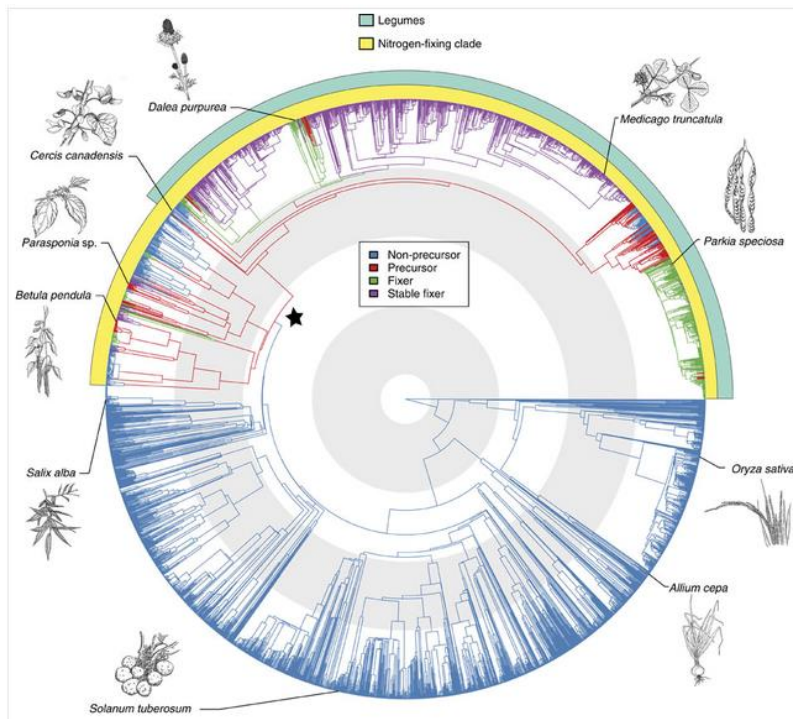 Legumes
Nitrogen-fixing clade
Dalea purpurea
Medicago truncatula
Cercis canadensis
Parasponia sp.
Parkia speciosa
Non-precursor
Precursor
Fixer
Stable fixer
Betula pendula
Salix alba
Oryza sativa
Allium cepa
Solanum tuberosum